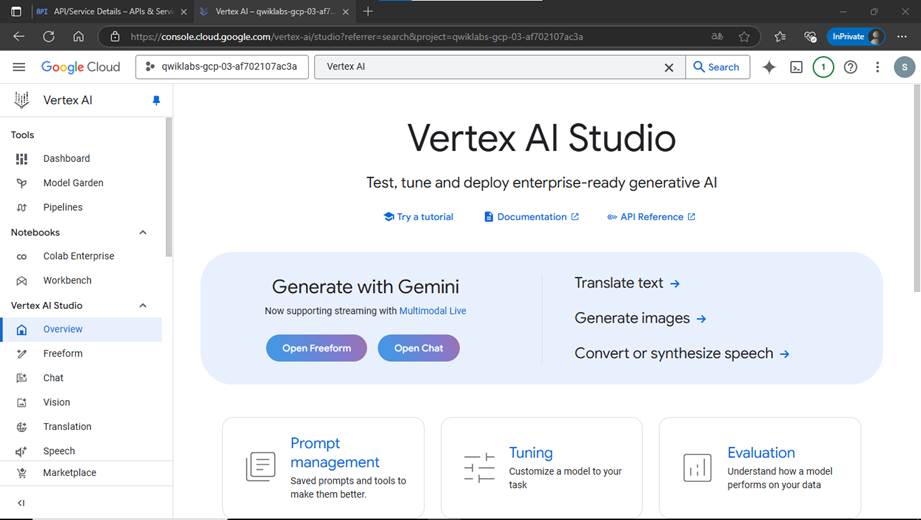 API API/Service Details – APIs & Servi
Vertex AI – qwiklabs-gcp-03-af7...
https://console.cloud.google.com/vertex-ai/studio?referrer=search&project=qwiklabs-gcp-03-af702107ac3a
InPrivate
Google Cloud
qwiklabs-gcp-03-af702107ac3a
Vertex AI
Search
1
S
Vertex AI
Tools
Dashboard
Model Garden
Pipelines
Notebooks
Colab Enterprise
Workbench
Vertex AI Studio
Overview
Freeform
Chat
Vision
Translation
Speech
Marketplace
Vertex AI Studio
Test, tune and deploy enterprise-ready generative AI
Try a tutorial
Documentation
API Reference
Generate with Gemini
Now supporting streaming with Multimodal Live
Open Freeform
Open Chat
Translate text →
Generate images →
Convert or synthesize speech →
Prompt
management
Saved prompts and tools to
make them better.
Tuning
Customize a model to your
task
Evaluation
Understand how a model
performs on your data